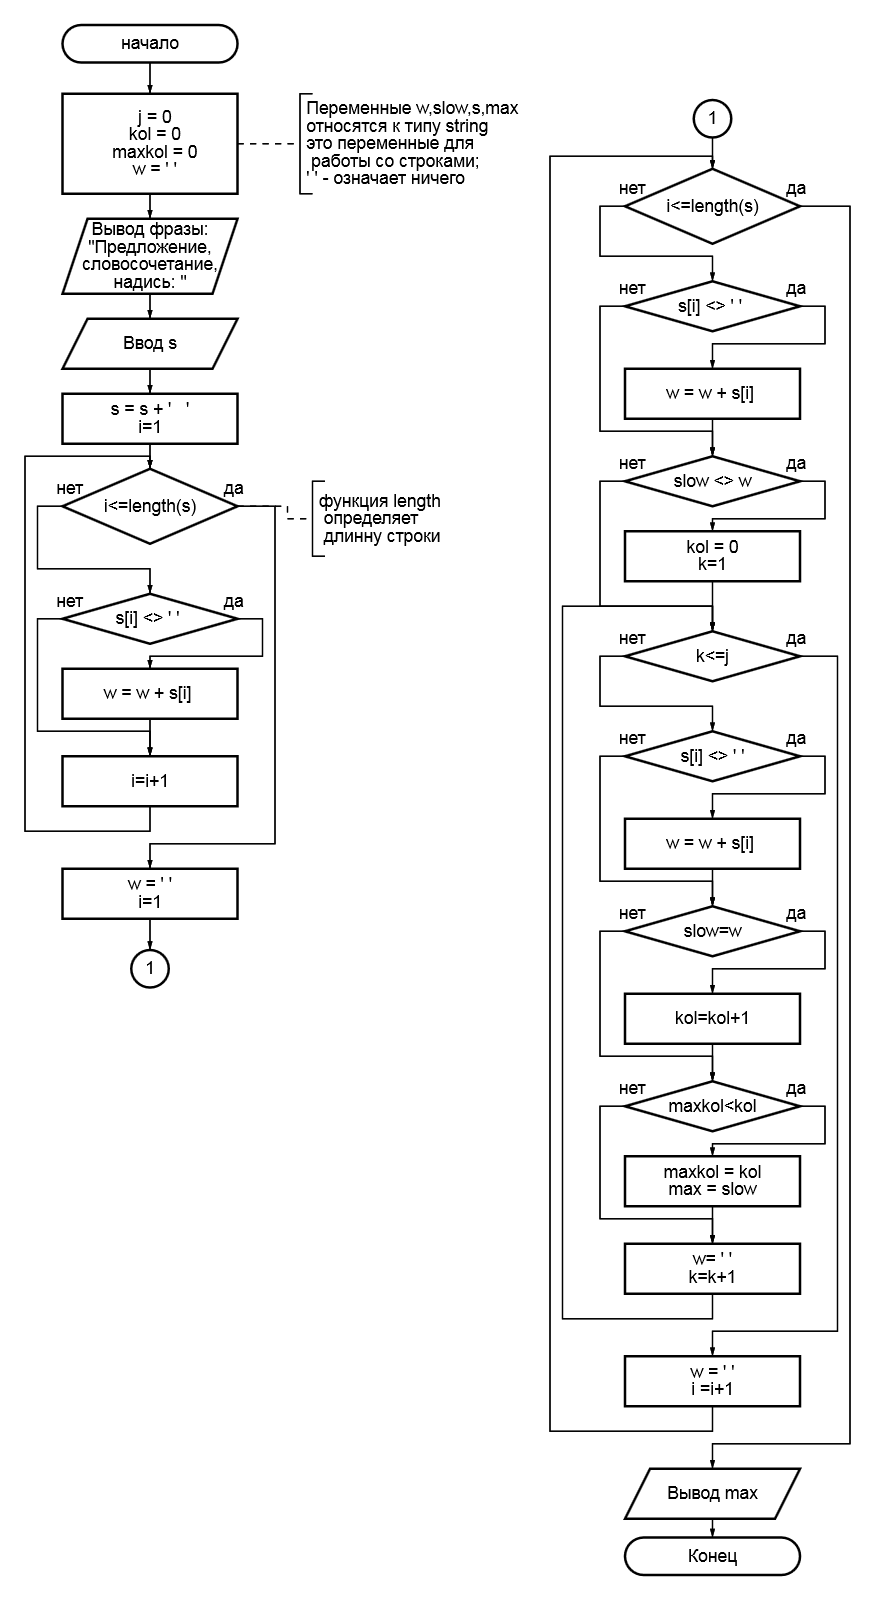 начало
j = 0
kol = 0
maxkol = 0
w = ' '
Переменные w,slow,s,max
относятся к типу string
это переменные для
работы со строками;
' ' - означает ничего
Вывод фразы:
"Предложение,
словосочетание,
надись: "
Ввод s
s = s + ' '
i=1
нет
да
i<=length(s)
функция length
определяет
длинну строки
нет
да
s[i] <> ' '
w = w + s[i]
i=i+1
w = ' '
i=1
1
1
нет
да
i<=length(s)
нет
да
s[i] <> ' '
w = w + s[i]
нет
да
slow <> w
kol = 0
k=1
нет
да
k<=j
нет
да
s[i] <> ' '
w = w + s[i]
нет
да
slow=w
kol=kol+1
нет
да
maxkol<kol
maxkol = kol
max = slow
w= ' '
k=k+1
w = ' '
i =i+1
Вывод max
Конец